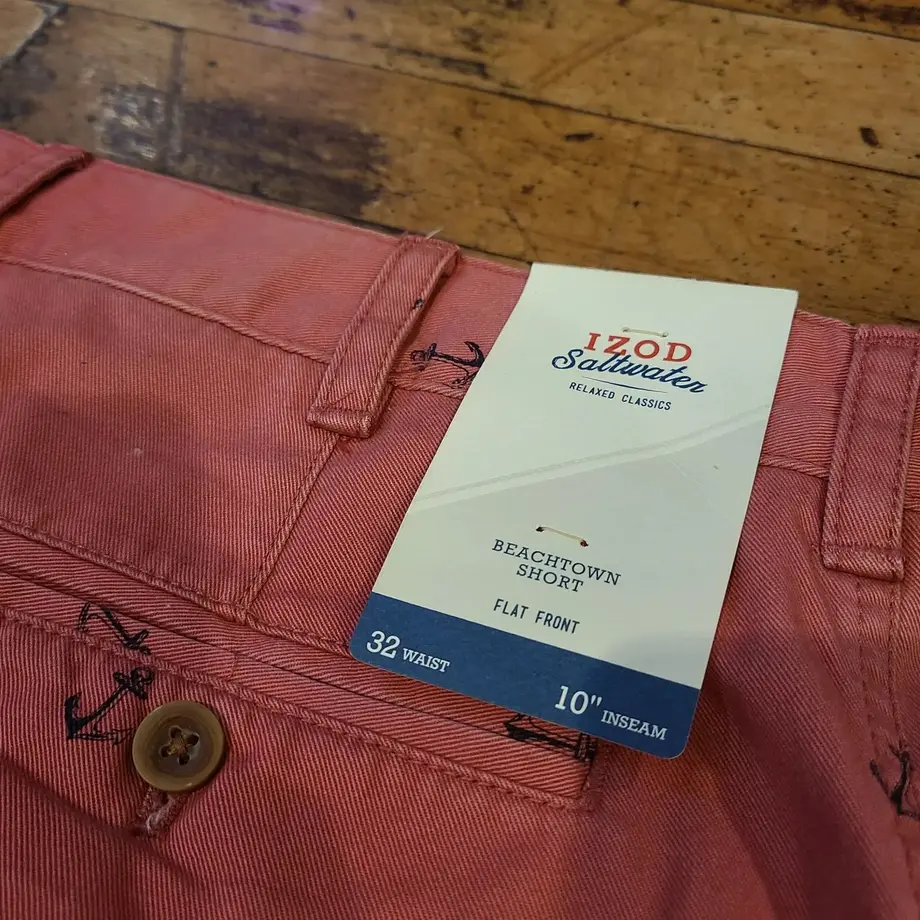 IZOD
Saltwater
RELAXED CLASSICS
BEACHTOWN
SHORT
FLAT FRONT
32 WAIST
10" INSEAM